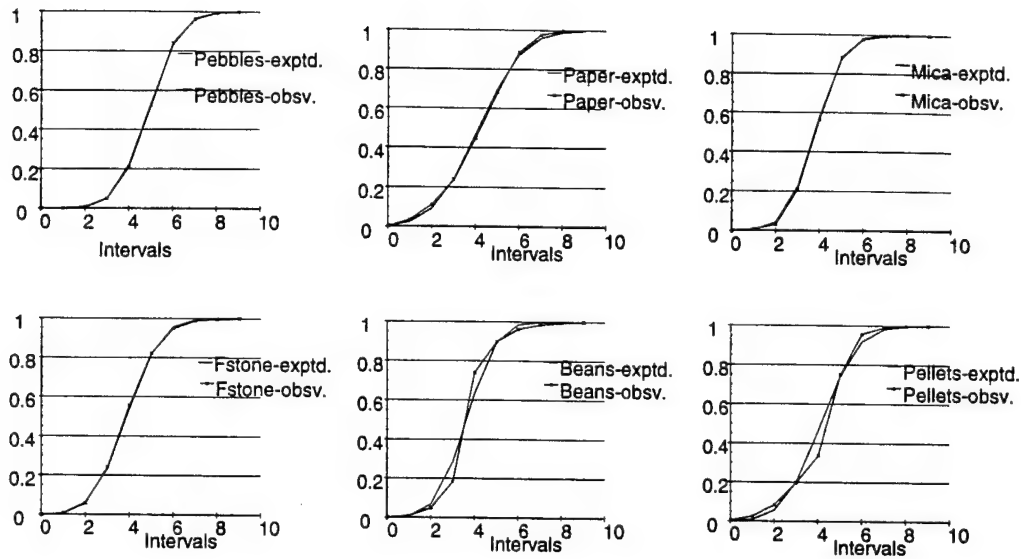 1
0.8
0.6
0.4
0.2
0
Pebbles-exptd.
Pebbles-obsv.
0 2 4 6 8 10
Intervals
1
0.8
0.6
0.4
0.2
0
Paper-exptd.
Paper-obsv.
0 2 4 6 8 10
Intervals
1
0.8
0.6
0.4
0.2
0
Mica-exptd.
Mica-obsv.
0 2 4 6 8 10
Intervals
1
0.8
0.6
0.4
0.2
0
Fstone-exptd.
Fstone-obsv.
0 2 4 6 8 10
Intervals
1
0.8
0.6
0.4
0.2
0
Beans-exptd.
Beans-obsv.
0 2 4 6 8 10
Intervals
1
0.8
0.6
0.4
0.2
0
Pellets-exptd.
Pellets-obsv.
0 2 4 6 8 10
Intervals